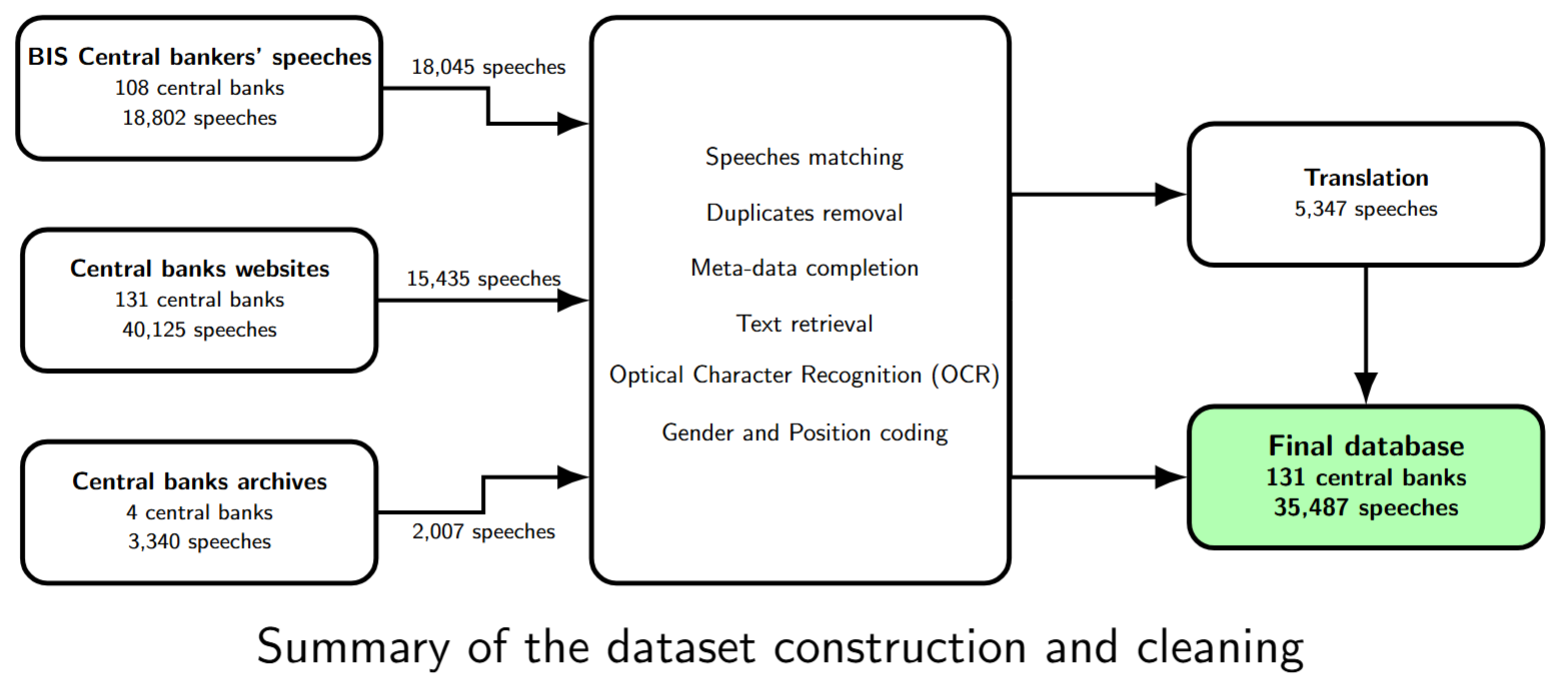 BIS Central bankers' speeches
108 central banks
18,802 speeches
18,045 speeches
Central banks websites
131 central banks
40,125 speeches
15,435 speeches
Central banks archives
4 central banks
3,340 speeches
2,007 speeches
Speeches matching
Duplicates removal
Meta-data completion
Text retrieval
Optical Character Recognition (OCR)
Gender and Position coding
Translation
5,347 speeches
Final database
131 central banks
35,487 speeches
Summary of the dataset construction and cleaning